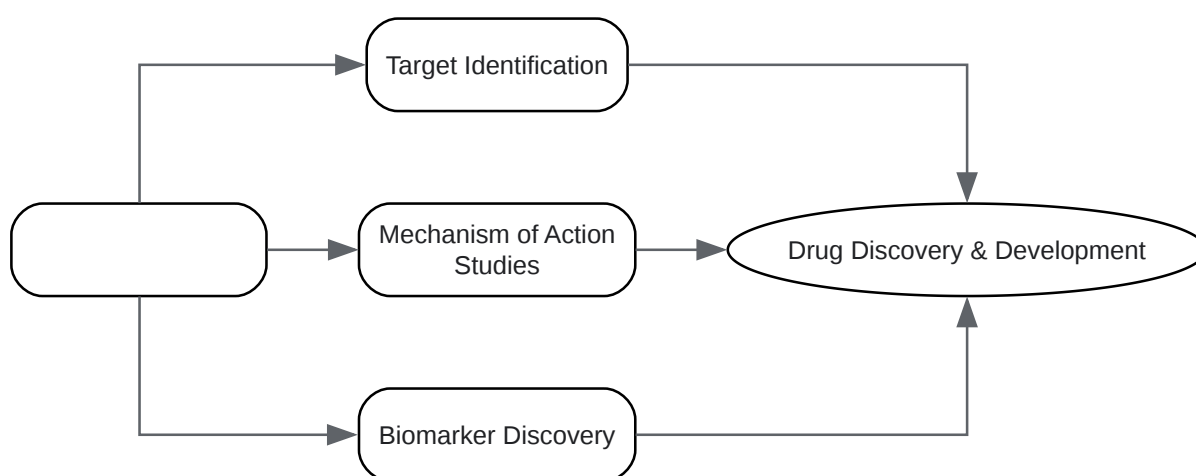 Target Identification
Mechanism of Action
Studies
Drug Discovery & Development
Biomarker Discovery